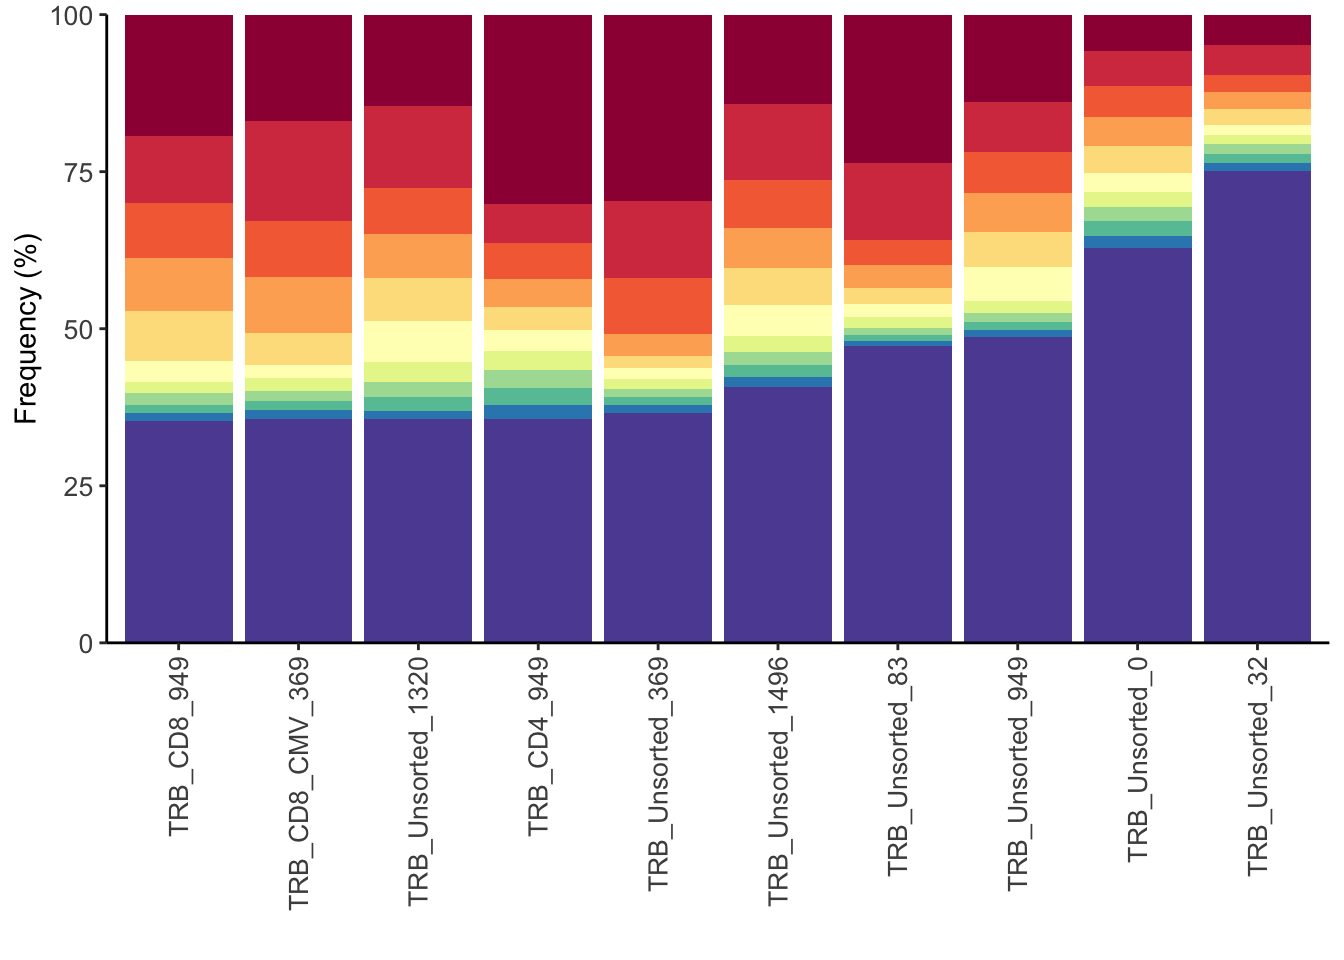 Frequency (%)
100
75
50
25
0
TRB_CD8_949
TRB_CD8_CMV_369
TRB_Unsorted_1320
TRB_CD4_949
TRB_Unsorted_369
TRB_Unsorted_1496
TRB_Unsorted_83
TRB_Unsorted_949
TRB_Unsorted_0
TRB_Unsorted_32